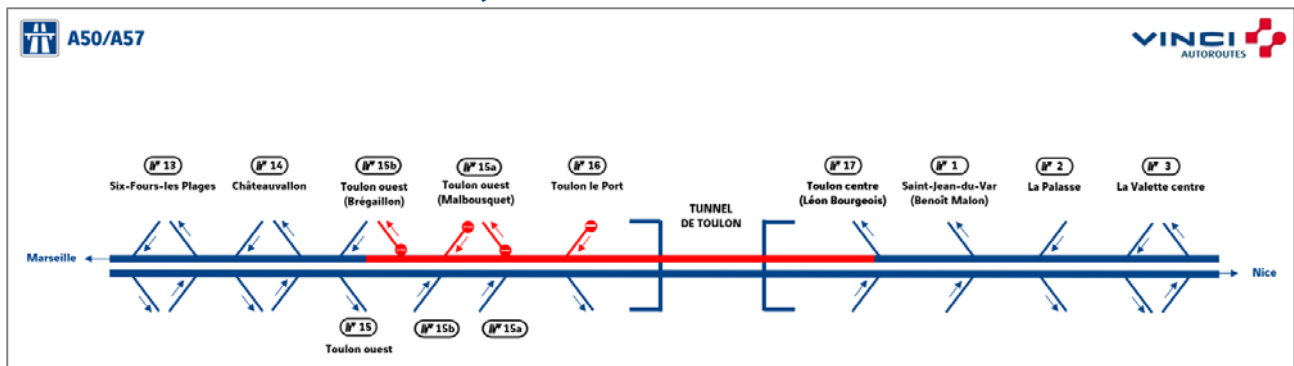 A50/A57
VINCI
AUTOROUTES
13
Six-Fours-les Plages
14
Châteauvallon
15b
Toulon ouest
(Brégaillon)
15a
Toulon ouest
(Malbousquet)
16
Toulon le Port
TUNNEL
DE TOULON
17
Toulon centre
(Léon Bourgeois)
1
Saint-Jean-du-Var
(Benoît Malon)
2
La Palasse
3
La Valette centre
Marseille
Nice
15
Toulon ouest
15b
15a